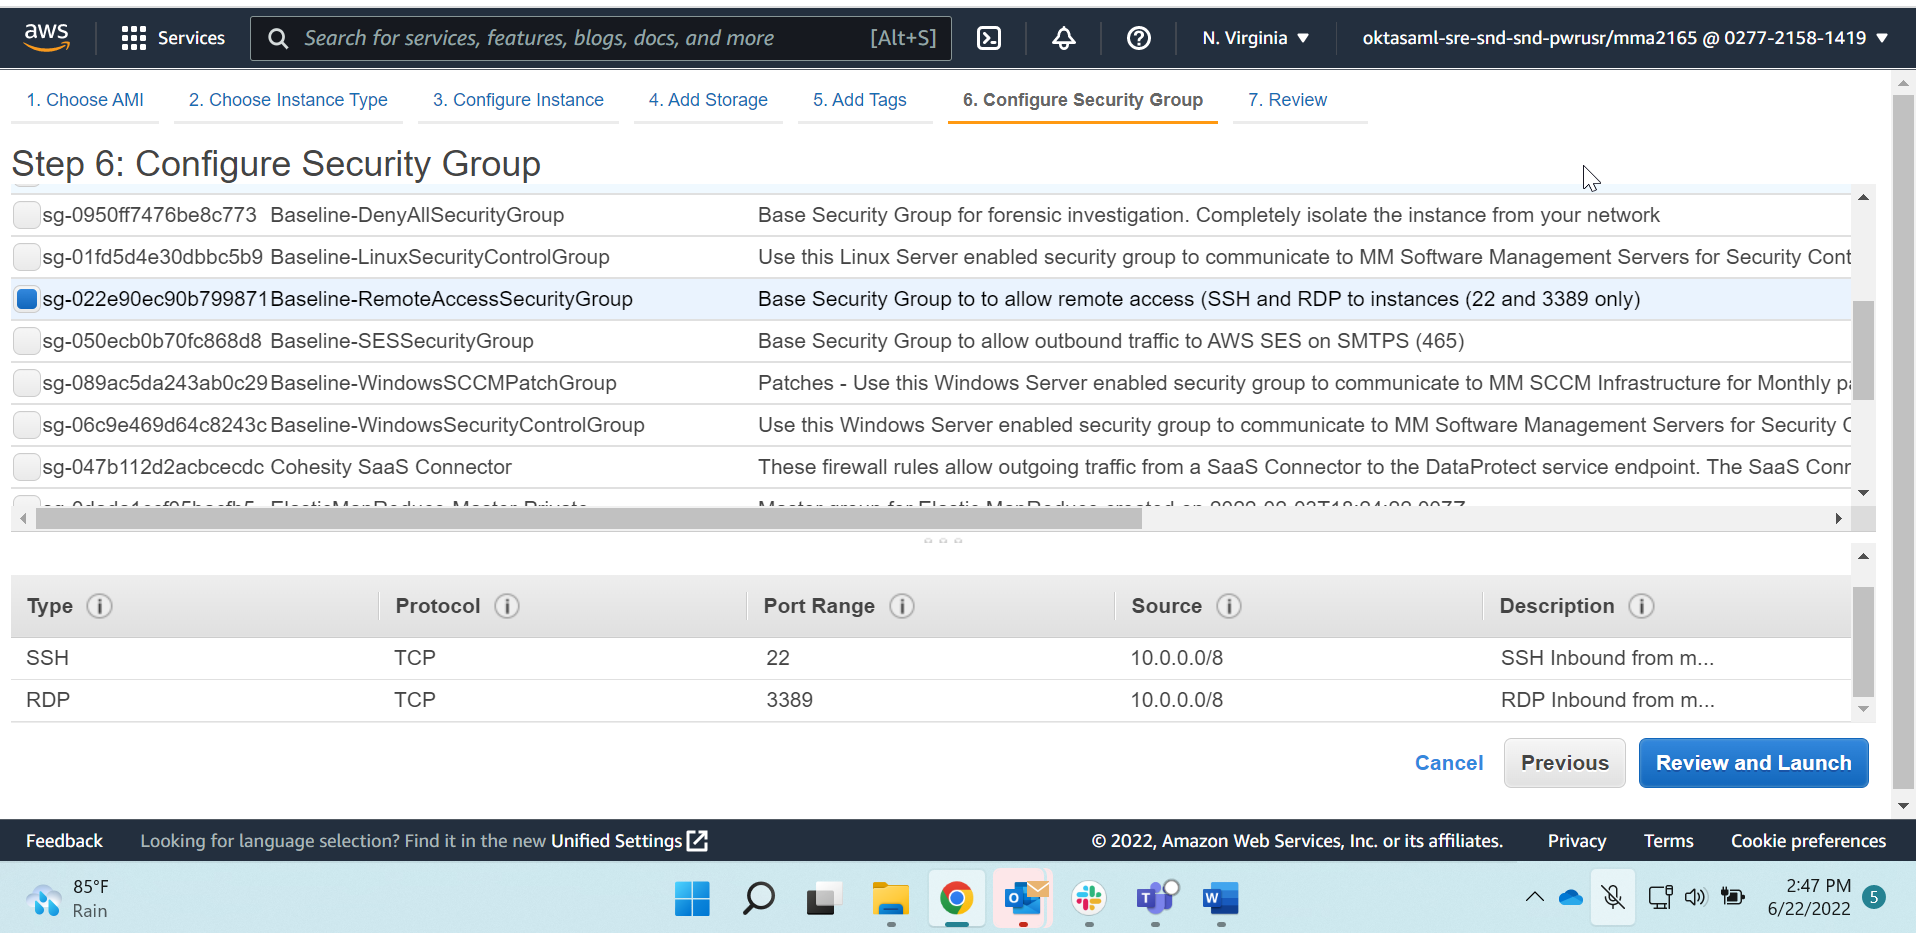 aws Services Search for services, features, blogs, docs, and more [Alt+S] N. Virginia oktasaml-sre-snd-snd-pwrusr/mma2165 @ 0277-2158-1419
1. Choose AMI 2. Choose Instance Type 3. Configure Instance 4. Add Storage 5. Add Tags 6. Configure Security Group 7. Review
Step 6: Configure Security Group
sg-0950ff7476be8c773 Baseline-DenyAllSecurityGroup Base Security Group for forensic investigation. Completely isolate the instance from your network
sg-01fd5d4e30dbbc5b9 Baseline-LinuxSecurityControlGroup Use this Linux Server enabled security group to communicate to MM Software Management Servers for Security Cont
sg-022e90ec90b799871 Baseline-RemoteAccessSecurityGroup Base Security Group to to allow remote access (SSH and RDP to instances (22 and 3389 only)
sg-050ecb0b70fc868d8 Baseline-SESSecurityGroup Base Security Group to allow outbound traffic to AWS SES on SMTPS (465)
sg-089ac5da243ab0c29 Baseline-WindowsSCCMPatchGroup Patches - Use this Windows Server enabled security group to communicate to MM SCCM Infrastructure for Monthly pa
sg-06c9e469d64c8243c Baseline-WindowsSecurityControlGroup Use this Windows Server enabled security group to communicate to MM Software Management Servers for Security C
sg-047b112d2acbcecdc Cohesity SaaS Connector These firewall rules allow outgoing traffic from a SaaS Connector to the DataProtect service endpoint. The SaaS Conr
ElasticMapReduce-Master-Private Master group for Elastic MapReduce created on
Type Protocol Port Range Source Description
SSH TCP 22 10.0.0.0/8 SSH Inbound from m...
RDP TCP 3389 10.0.0.0/8 RDP Inbound from m...
Cancel Previous Review and Launch
Feedback Looking for language selection? Find it in the new Unified Settings © 2022, Amazon Web Services, Inc. or its affiliates. Privacy Terms Cookie preferences
85°F
Rain
2:47 PM
6/22/2022
5